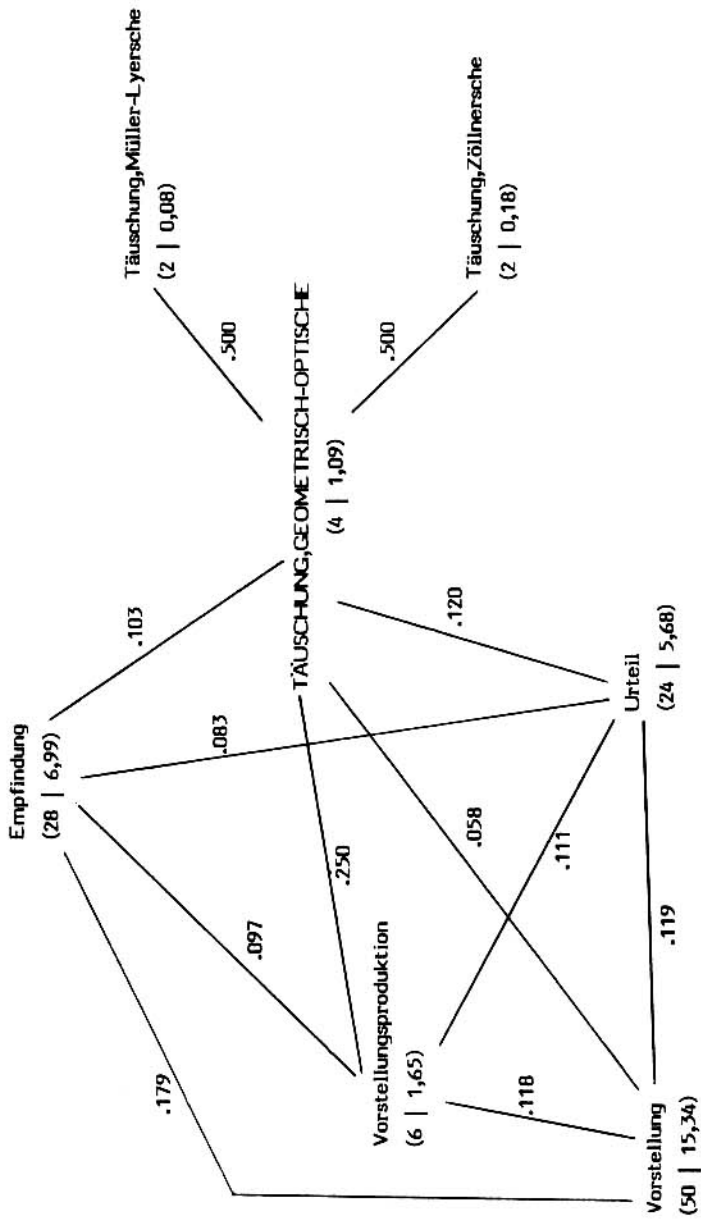 Empfindung
(28 | 6,99)
Täuschung,Müller-Lyersche
(2 | 0,08)
.103
.500
.179
.097
.083
TÄUSCHUNG,GEOMETRISCH-OPTISCHE
(4 | 1,09)
.250
.500
Vorstellungsproduktion
(6 | 1,65)
.058
.120
Täuschung,Zöllnersche
(2 | 0,18)
.111
.118
Urteil
(24 | 5,68)
.119
Vorstellung
(50 | 15,34)